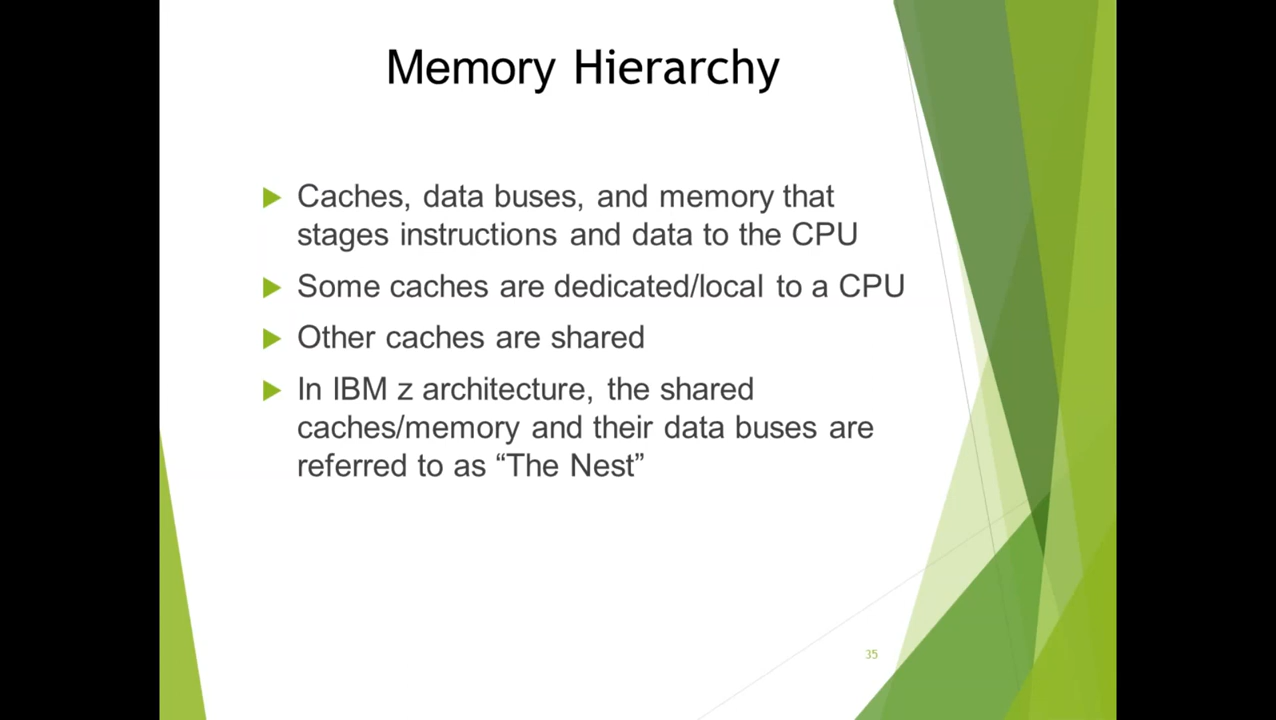 Memory Hierarchy
Caches, data buses, and memory that
stages instructions and data to the CPU
Some caches are dedicated/local to a CPU
Other caches are shared
In IBM z architecture, the shared
caches/memory and their data buses are
referred to as “The Nest”
35